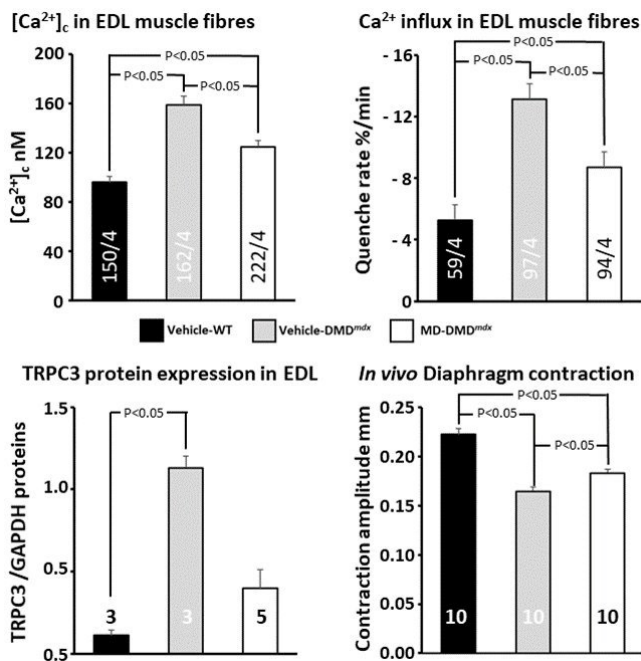 [Ca²⁺]c in EDL muscle fibres
[Ca²⁺]c nM
200
160
120
80
40
0
P<0.05
P<0.05
P<0.05
150/4
162/4
222/4
Ca²⁺ influx in EDL muscle fibres
Quenche rate %/min
- 16
- 12
- 8
- 4
0
P<0.05
P<0.05
P<0.05
59/4
97/4
94/4
Vehicle-WT
Vehicle-DMDmdx
MD-DMDmdx
TRPC3 protein expression in EDL
TRPC3 /GAPDH proteins
1.5
1.0
0.5
0.5
P<0.05
3
3
5
In vivo Diaphragm contraction
Contraction amplitude mm
0.25
0.20
0.15
0.10
0.05
0.00
P<0.05
P<0.05
P<0.05
10
10
10